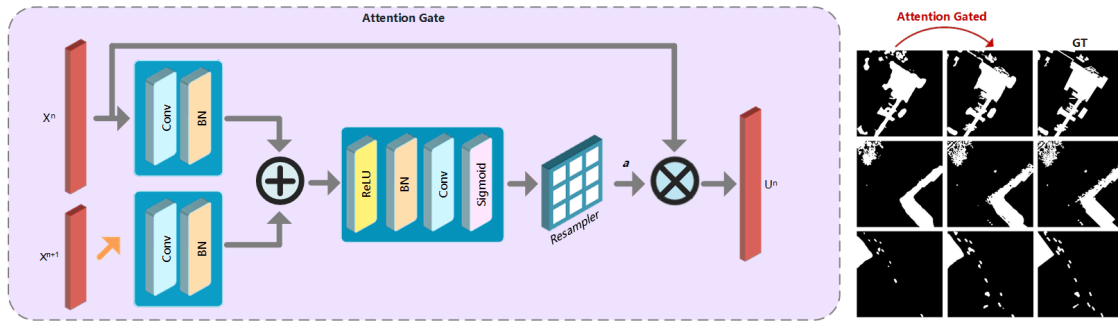 Attention Gate
Xⁿ
Conv
BN
Xⁿ⁺¹
Conv
BN
ReLU
BN
Conv
Sigmoid
Resampler
a
Uⁿ
Attention Gated
GT